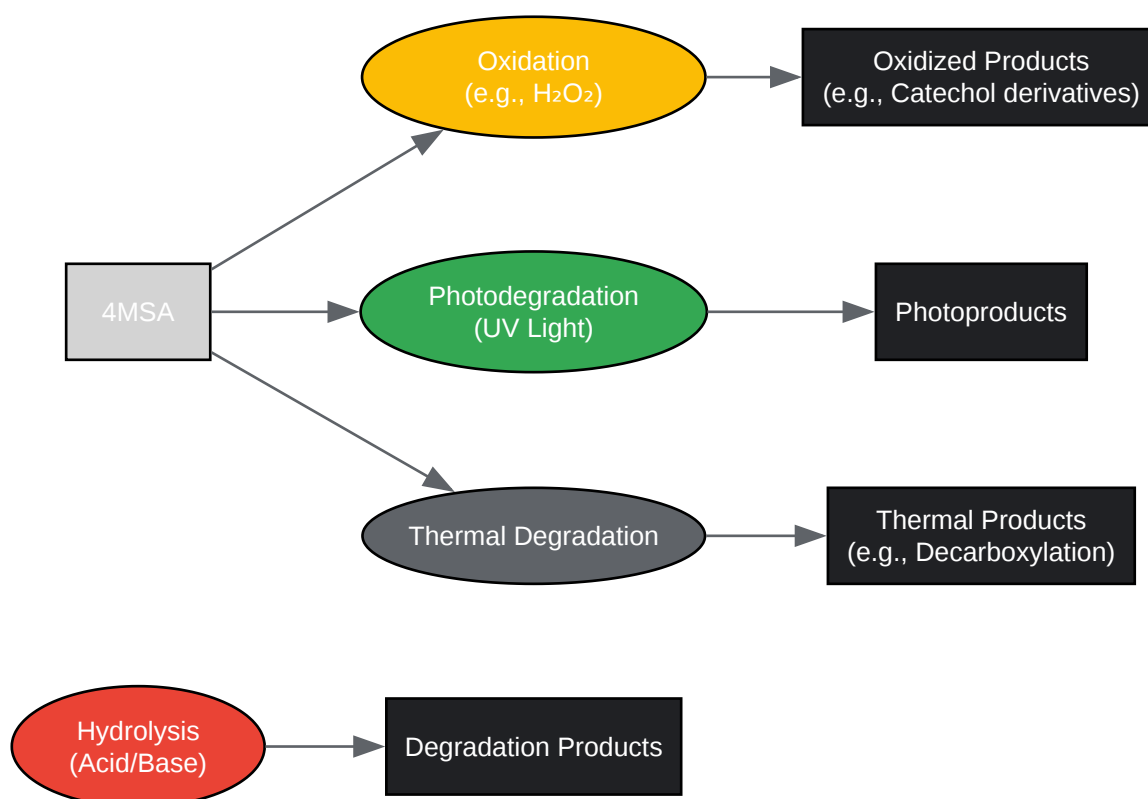 Oxidation
(e.g., H₂O₂)
Oxidized Products
(e.g., Catechol derivatives)
4MSA
Photodegradation
(UV Light)
Photoproducts
Thermal Degradation
Thermal Products
(e.g., Decarboxylation)
Hydrolysis
(Acid/Base)
Degradation Products